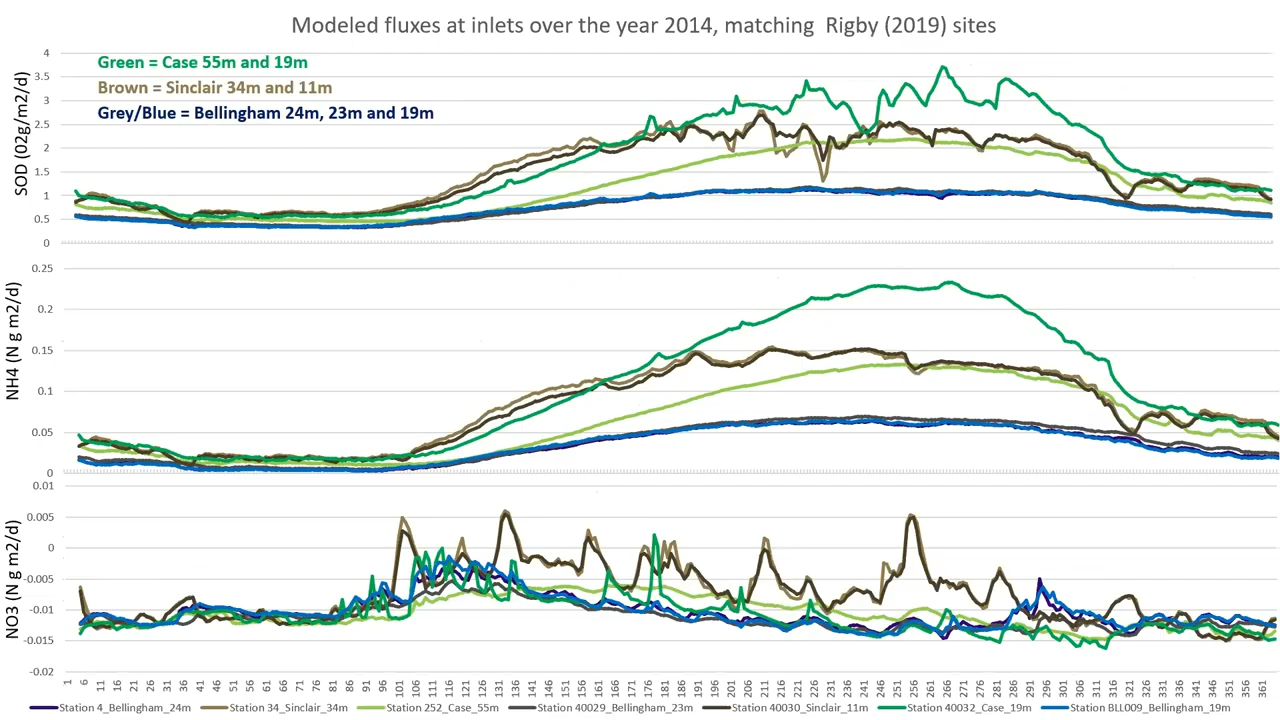 Modeled fluxes at inlets over the year 2014, matching Rigby (2019) sites
Green = Case 55m and 19m
Brown = Sinclair 34m and 11m
Grey/Blue = Bellingham 24m, 23m and 19m
SOD (02g/m2/d)
4
3.5
3
2.5
2
1.5
1
0.5
0
NH4 (N g m2/d)
0.25
0.2
0.15
0.1
0.05
0
NO3 (N g m2/d)
0.01
0.005
0
-0.005
-0.01
-0.015
-0.02
1 6 11 16 21 26 31 36 41 46 51 56 61 66 71 76 81 86 91 96 101 106 111 116 121 126 131 136 141 146 151 156 161 166 171 176 181 186 191 196 201 206 211 216 221 226 231 236 241 246 251 256 261 266 271 276 281 286 291 296 301 306 311 316 321 326 331 336 341 346 351 356 361
Station 4_Bellingham_24m Station 34_Sinclair_34m Station 252_Case_55m Station 40029_Bellingham_23m Station 40030_Sinclair_11m Station 40032_Case_19m Station BLL009_Bellingham_19m